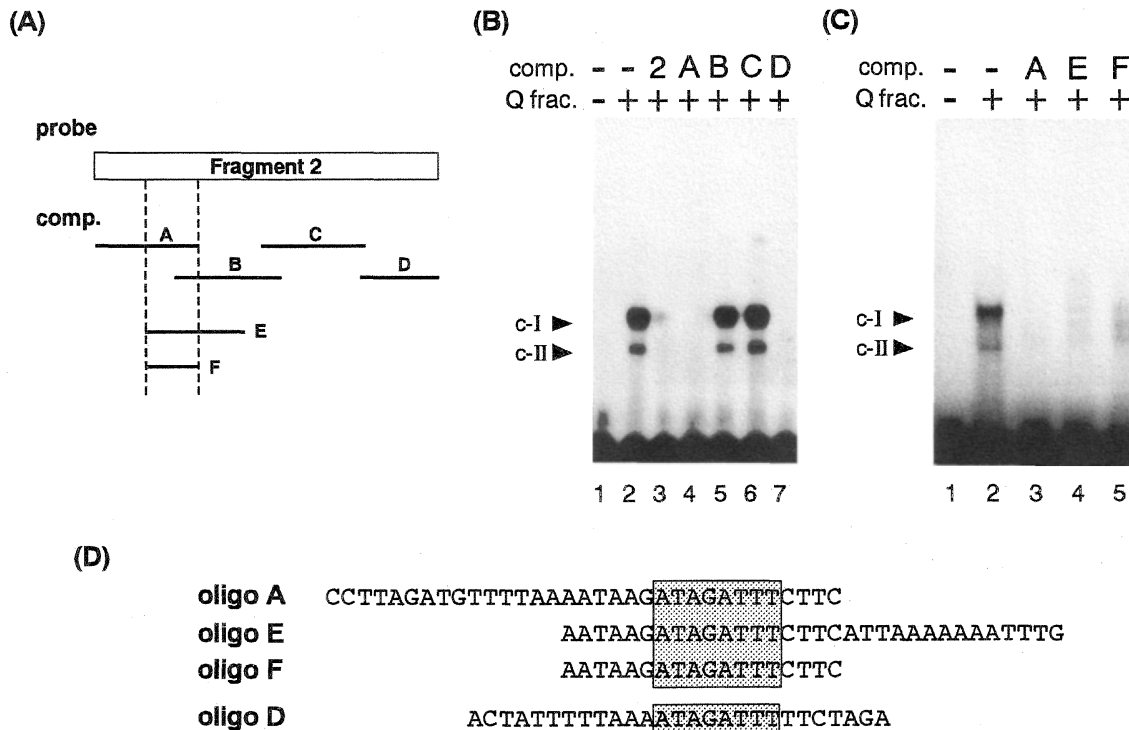 (A)
probe
Fragment 2
comp.
A
C
B
D
E
F
(B)
comp. - - 2 A B C D
Q frac. - + + + + + +
c-I
c-II
1 2 3 4 5 6 7
(C)
comp. - - A E F
Q frac. - + + + +
c-I
c-II
1 2 3 4 5
(D)
oligo A CCTTAGATGTTTTAAAATAAGATAGATTTCTTC
oligo E AATAAGATAGATTTCTTCATTAAAAAAATTTG
oligo F AATAAGATAGATTTCTTC
oligo D ACTATTTTTAAAATAGATTTTTCTAGA